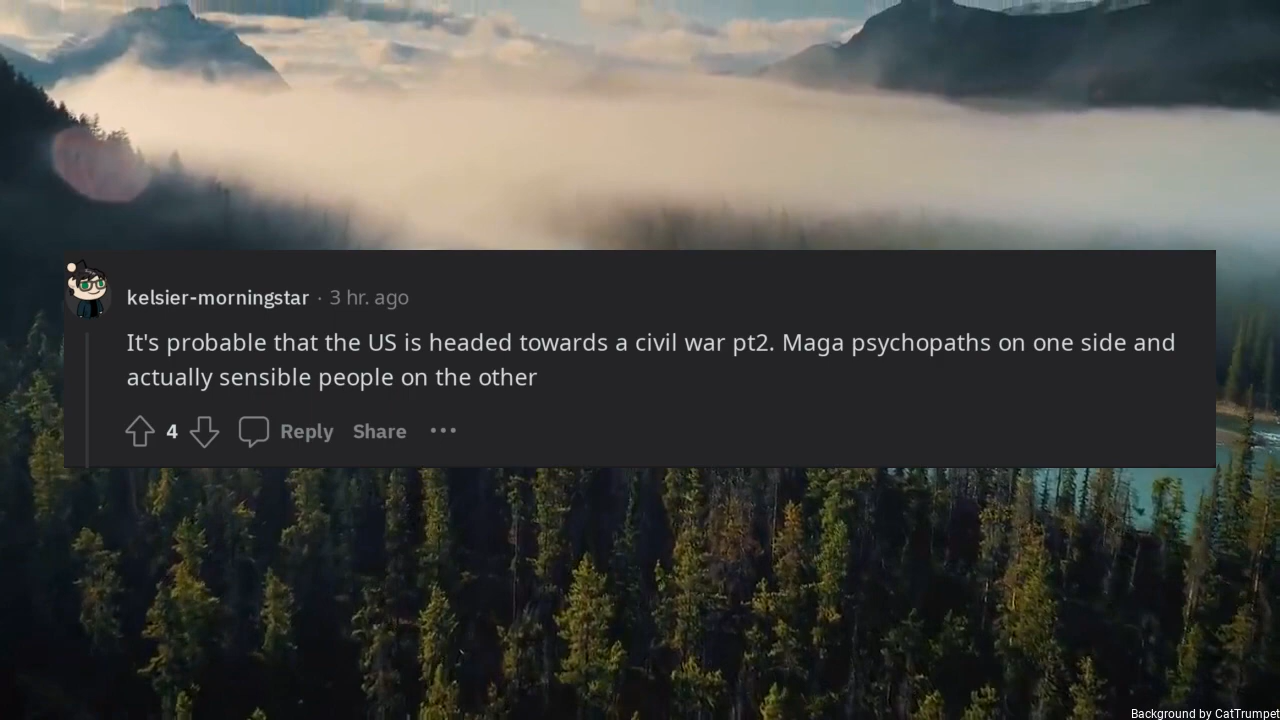 kelsier-morningstar · 3 hr. ago
It's probable that the US is headed towards a civil war pt2. Maga psychopaths on one side and
actually sensible people on the other
4 Reply Share •••
Background by CatTrumpet